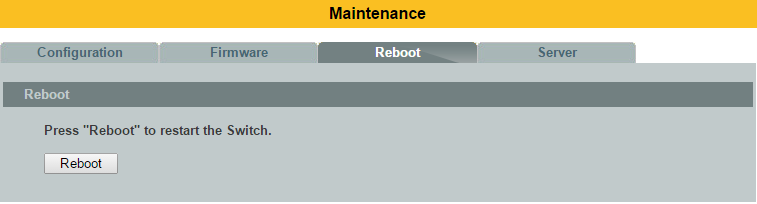 Maintenance
Configuration Firmware Reboot Server
Reboot
Press "Reboot" to restart the Switch.
Reboot